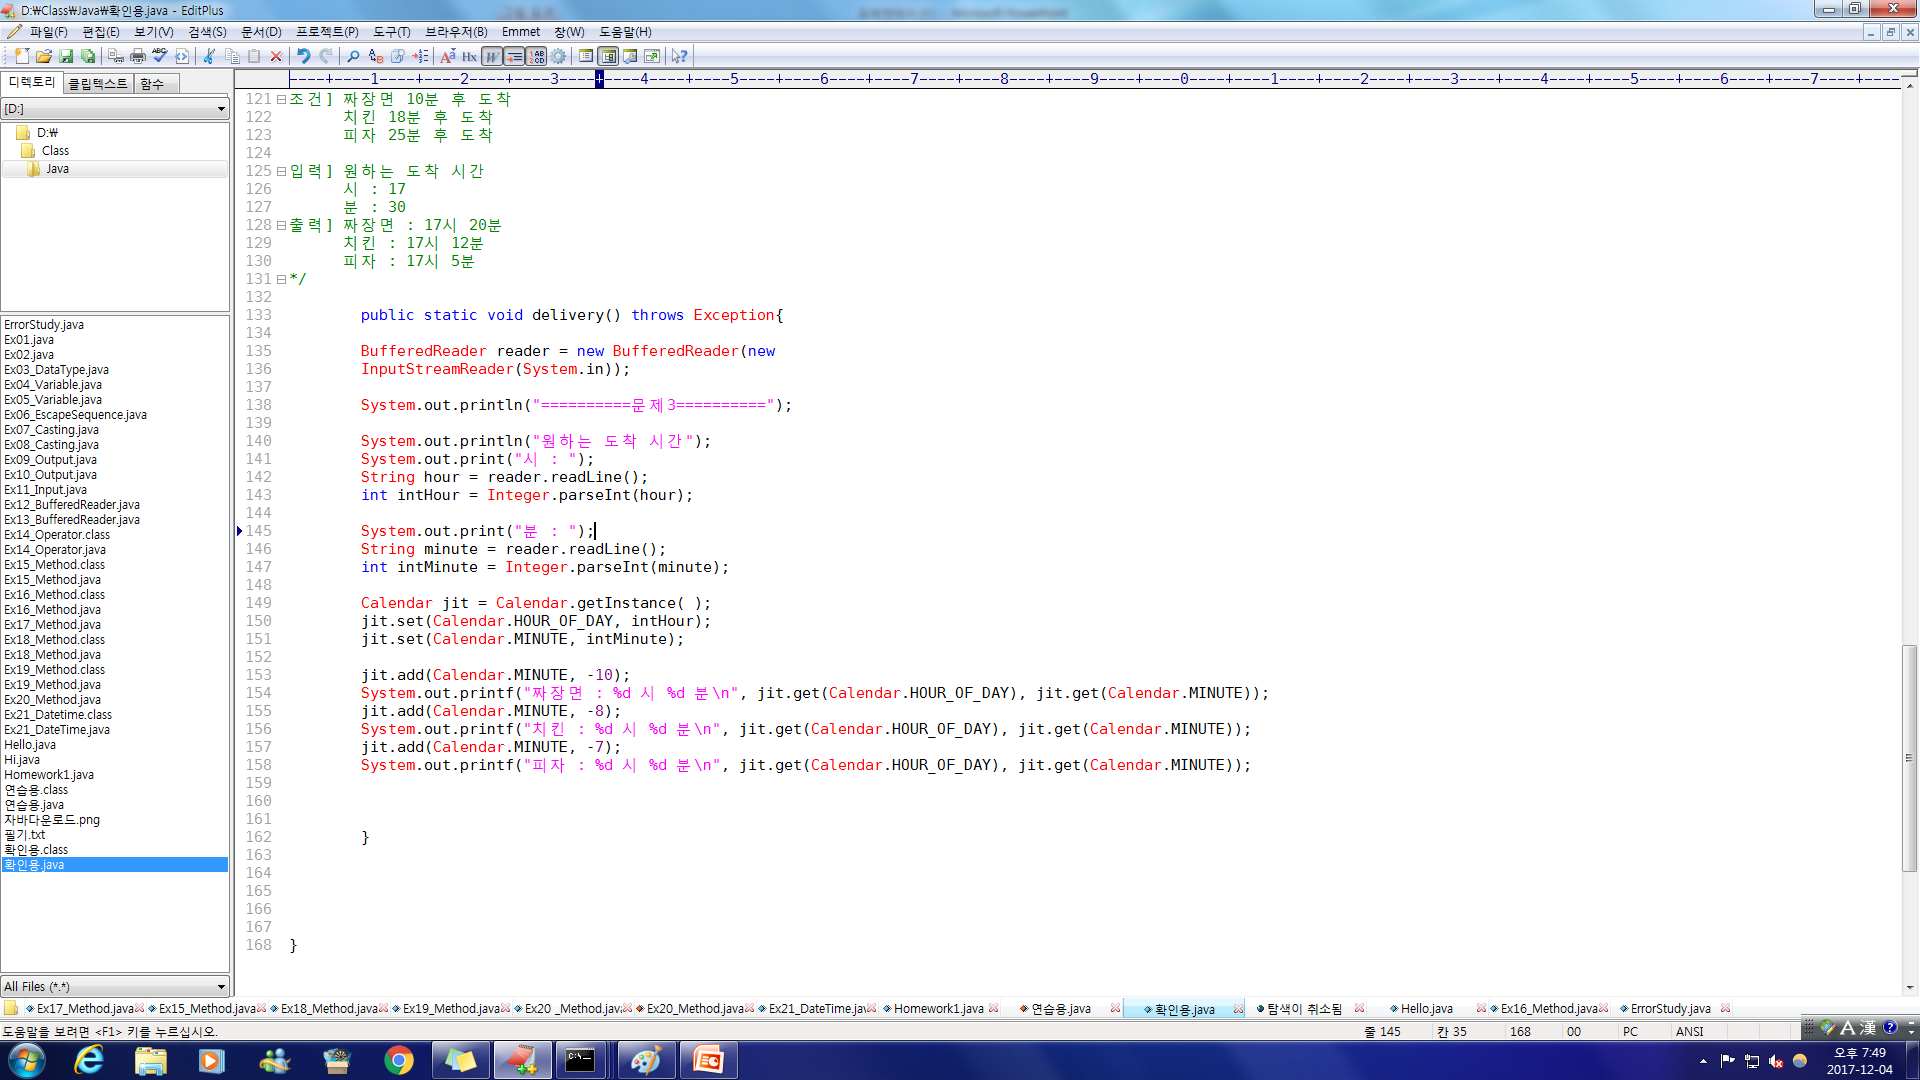 D:\Class\Java\확인용.java - EditPlus
파일(F) 편집(E) 보기(V) 검색(S) 문서(D) 프로젝트(P) 도구(T) 브라우저(B) Emmet 창(W) 도움말(H)
디렉토리 클립텍스트 함수
[D:]
D:\
Class
Java
ErrorStudy.java
Ex01.java
Ex02.java
Ex03_DataType.java
Ex04_Variable.java
Ex05_Variable.java
Ex06_EscapeSequence.java
Ex07_Casting.java
Ex08_Casting.java
Ex09_Output.java
Ex10_Output.java
Ex11_Input.java
Ex12_BufferedReader.java
Ex13_BufferedReader.java
Ex14_Operator.class
Ex14_Operator.java
Ex15_Method.class
Ex15_Method.java
Ex16_Method.class
Ex16_Method.java
Ex17_Method.java
Ex18_Method.class
Ex18_Method.java
Ex19_Method.class
Ex19_Method.java
Ex20_Method.java
Ex21_Datetime.class
Ex21_DateTime.java
Hello.java
Hi.java
Homework1.java
연습용.class
연습용.java
자바다운로드.png
필기.txt
확인용.class
확인용.java
All Files (*.*)
----+----1----+----2----+----3----+----4----+----5----+----6----+----7----+----8----+----9----+----0----+----1----+----2----+----3----+----4----+----5----+----6----+----7----+---
121 조건] 짜장면 10분 후 도착
122 치킨 18분 후 도착
123 피자 25분 후 도착
124
125 입력] 원하는 도착 시간
126 시 : 17
127 분 : 30
128 출력] 짜장면 : 17시 20분
129 치킨 : 17시 12분
130 피자 : 17시 5분
131 */
132
133 public static void delivery() throws Exception{
134
135 BufferedReader reader = new BufferedReader(new
136 InputStreamReader(System.in));
137
138 System.out.println("==========문제3==========");
139
140 System.out.println("원하는 도착 시간");
141 System.out.print("시 : ");
142 String hour = reader.readLine();
143 int intHour = Integer.parseInt(hour);
144
145 System.out.print("분 : ");
146 String minute = reader.readLine();
147 int intMinute = Integer.parseInt(minute);
148
149 Calendar jit = Calendar.getInstance( );
150 jit.set(Calendar.HOUR_OF_DAY, intHour);
151 jit.set(Calendar.MINUTE, intMinute);
152
153 jit.add(Calendar.MINUTE, -10);
154 System.out.printf("짜장면 : %d 시 %d 분\n", jit.get(Calendar.HOUR_OF_DAY), jit.get(Calendar.MINUTE));
155 jit.add(Calendar.MINUTE, -8);
156 System.out.printf("치킨 : %d 시 %d 분\n", jit.get(Calendar.HOUR_OF_DAY), jit.get(Calendar.MINUTE));
157 jit.add(Calendar.MINUTE, -7);
158 System.out.printf("피자 : %d 시 %d 분\n", jit.get(Calendar.HOUR_OF_DAY), jit.get(Calendar.MINUTE));
159
160
161
162 }
163
164
165
166
167
168 }
Ex17_Method.java Ex15_Method.java Ex18_Method.java Ex19_Method.java Ex20 _Method.jav Ex20_Method.java Ex21_DateTime.jav Homework1.java 연습용.java 확인용.java 탐색이 취소됨 Hello.java Ex16_Method.java ErrorStudy.java
도움말을 보려면 <F1> 키를 누르십시오. 줄 145 칸 35 168 00 PC ANSI
A 漢
오후 7:49
2017-12-04